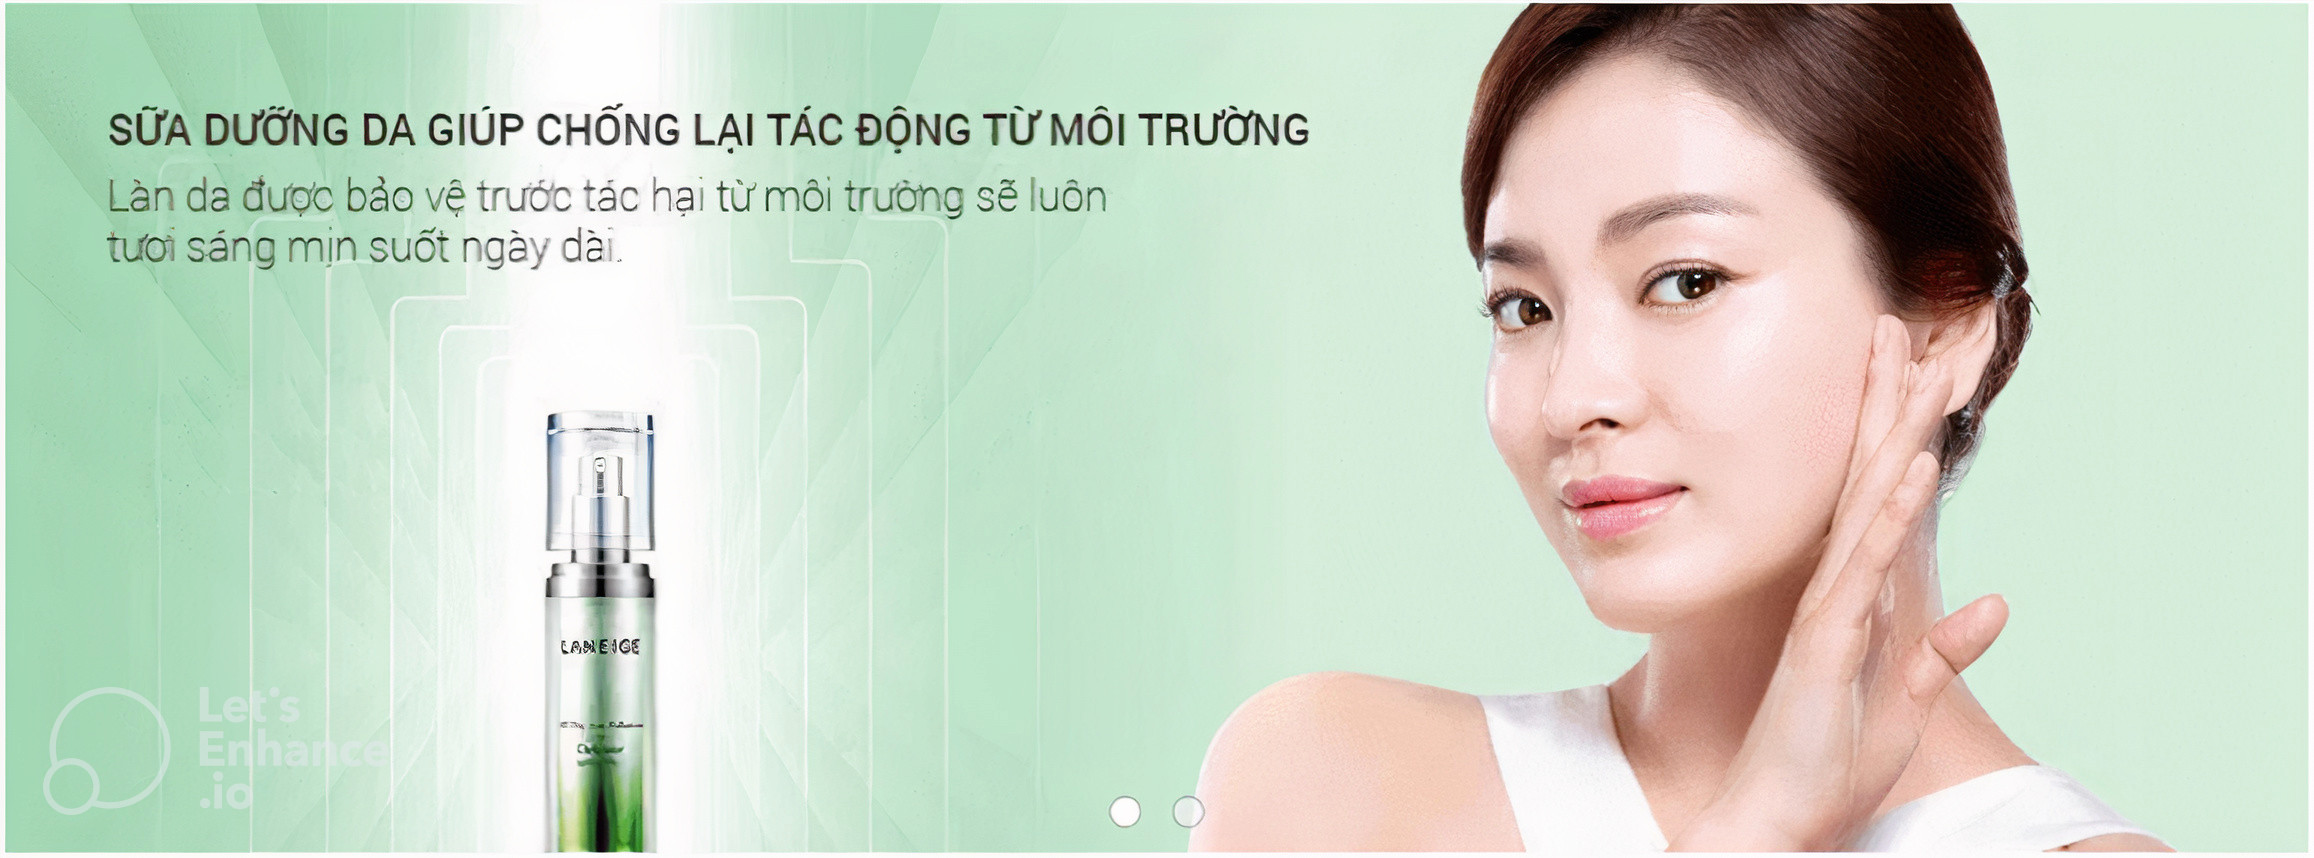 SỮA DƯỠNG DA GIÚP CHỐNG LẠI TÁC ĐỘNG TỪ MÔI TRƯỜNG
Làn da được bảo vệ trước tác hại từ môi trường sẽ luôn
tươi sáng mịn suốt ngày dài.
LANEIGE
Let's
Enhance
.io